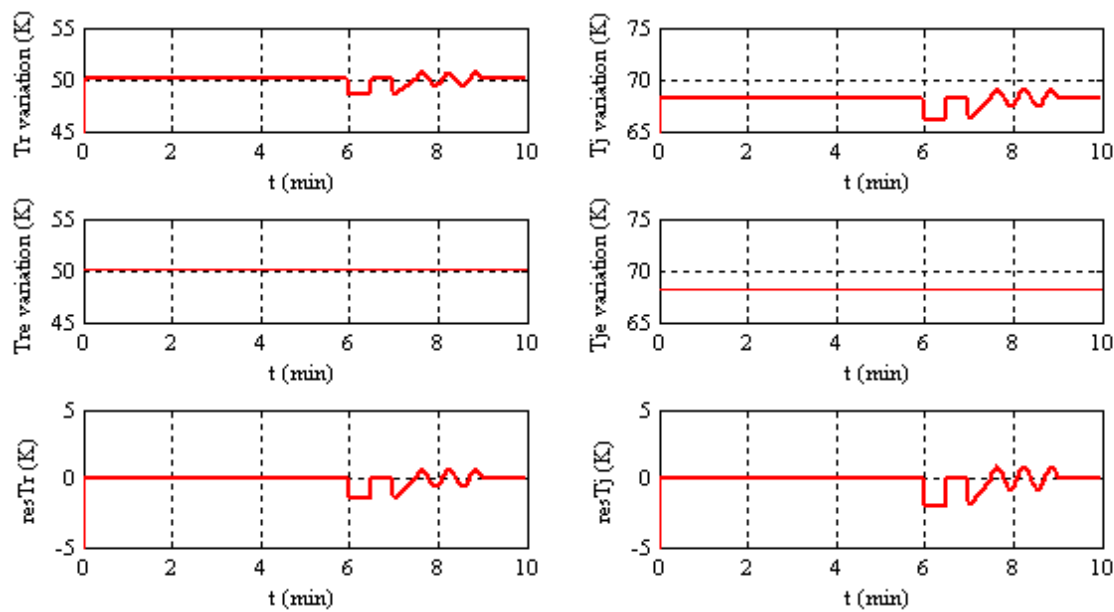 Tr variation (K)
55
50
45
0 2 4 6 8 10
t (min)
Tj variation (K)
75
70
65
0 2 4 6 8 10
t (min)
Tre variation (K)
55
50
45
0 2 4 6 8 10
t (min)
Tje variation (K)
75
70
65
0 2 4 6 8 10
t (min)
resTr (K)
5
0
-5
0 2 4 6 8 10
t (min)
resTj (K)
5
0
-5
0 2 4 6 8 10
t (min)